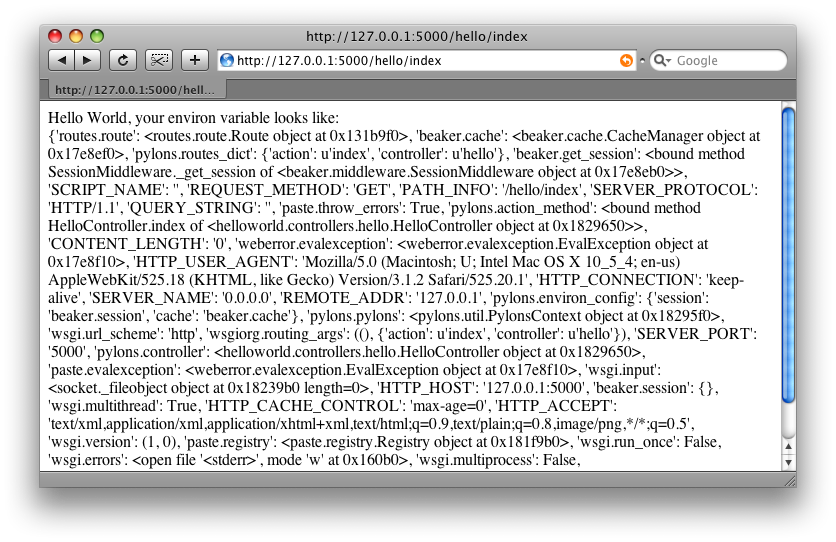 http://127.0.0.1:5000/hello/index
http://127.0.0.1:5000/hello/index
Google
http://127.0.0.1:5000/hell...
Hello World, your environ variable looks like:
{'routes.route': <routes.route.Route object at 0x131b9f0>, 'beaker.cache': <beaker.cache.CacheManager object at
0x17e8ef0>, 'pylons.routes_dict': {'action': u'index', 'controller': u'hello'}, 'beaker.get_session': <bound method
SessionMiddleware._get_session of <beaker.middleware.SessionMiddleware object at 0x17e8eb0>>,
'SCRIPT_NAME': '', 'REQUEST_METHOD': 'GET', 'PATH_INFO': '/hello/index', 'SERVER_PROTOCOL':
'HTTP/1.1', 'QUERY_STRING': '', 'paste.throw_errors': True, 'pylons.action_method': <bound method
HelloController.index of <helloworld.controllers.hello.HelloController object at 0x1829650>>,
'CONTENT_LENGTH': '0', 'weberror.evalexception': <weberror.evalexception.EvalException object at
0x17e8f10>, 'HTTP_USER_AGENT': 'Mozilla/5.0 (Macintosh; U; Intel Mac OS X 10_5_4; en-us)
AppleWebKit/525.18 (KHTML, like Gecko) Version/3.1.2 Safari/525.20.1', 'HTTP_CONNECTION': 'keep-
alive', 'SERVER_NAME': '0.0.0.0', 'REMOTE_ADDR': '127.0.0.1', 'pylons.environ_config': {'session':
'beaker.session', 'cache': 'beaker.cache'}, 'pylons.pylons': <pylons.util.PylonsContext object at 0x18295f0>,
'wsgi.url_scheme': 'http', 'wsgiorg.routing_args': ((), {'action': u'index', 'controller': u'hello'}), 'SERVER_PORT':
'5000', 'pylons.controller': <helloworld.controllers.hello.HelloController object at 0x1829650>,
'paste.evalexception': <weberror.evalexception.EvalException object at 0x17e8f10>, 'wsgi.input':
<socket._fileobject object at 0x18239b0 length=0>, 'HTTP_HOST': '127.0.0.1:5000', 'beaker.session': {},
'wsgi.multithread': True, 'HTTP_CACHE_CONTROL': 'max-age=0', 'HTTP_ACCEPT':
'text/xml,application/xml,application/xhtml+xml,text/html;q=0.9,text/plain;q=0.8,image/png,*/*;q=0.5',
'wsgi.version': (1, 0), 'paste.registry': <paste.registry.Registry object at 0x181f9b0>, 'wsgi.run_once': False,
'wsgi.errors': <open file '<stderr>', mode 'w' at 0x160b0>, 'wsgi.multiprocess': False,